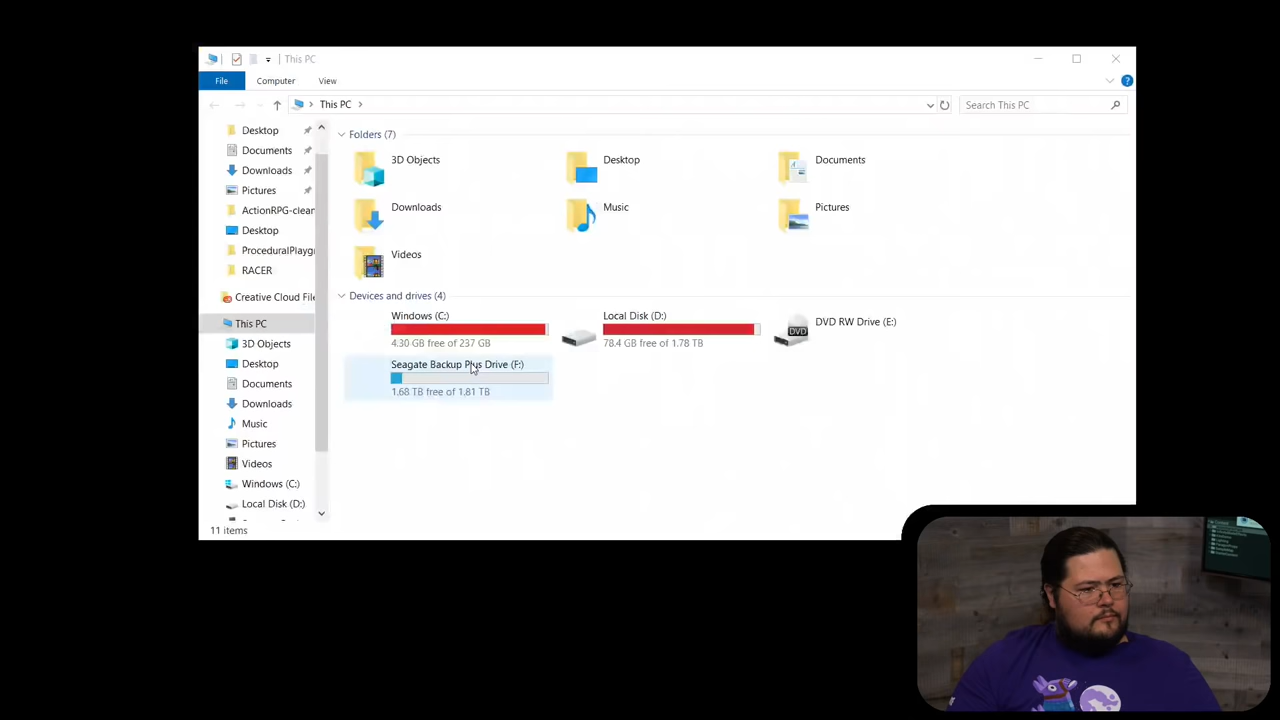 This PC
File Computer View
This PC
Search This PC
Desktop
Documents
Downloads
Pictures
ActionRPG-clean
Desktop
ProceduralPlaygr
RACER
Creative Cloud File
This PC
3D Objects
Desktop
Documents
Downloads
Music
Pictures
Videos
Windows (C:)
Local Disk (D:)
Folders (7)
3D Objects
Desktop
Documents
Downloads
Music
Pictures
Videos
Devices and drives (4)
Windows (C:)
4.30 GB free of 237 GB
Local Disk (D:)
78.4 GB free of 1.78 TB
DVD RW Drive (E:)
DVD
Seagate Backup Plus Drive (F:)
1.68 TB free of 1.81 TB
11 items